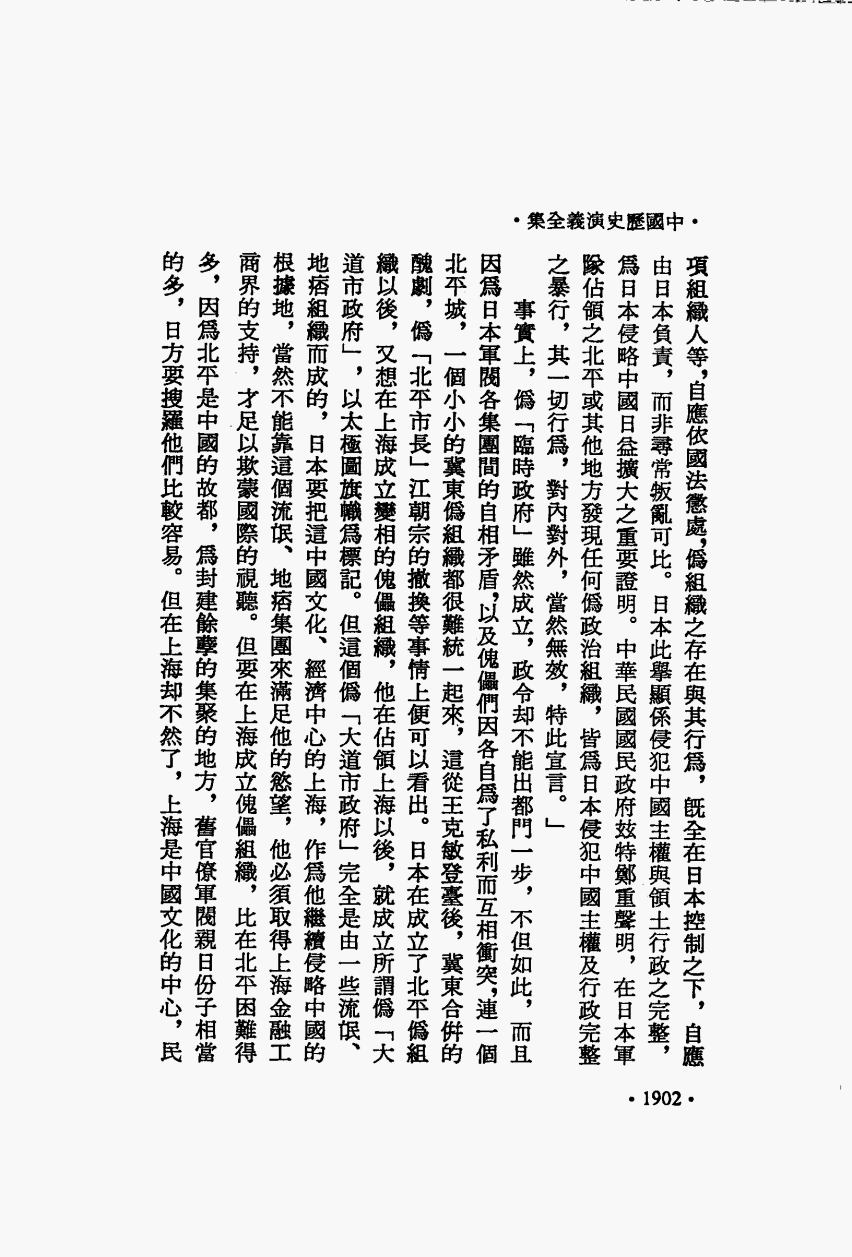 ·集全義演史歷國中·
項組織人等，自應依國法懲處，僞組織之存在與其行爲，旣全在日本控制之下，自應
由日本負責，而非尋常叛亂可比。日本此舉顯係侵犯中國主權與領土行政之完整，
爲日本侵略中國日益擴大之重要證明。中華民國國民政府玆特鄭重聲明，在日本軍
隊佔領之北平或其他地方發現任何僞政治組織，皆爲日本侵犯中國主權及行政完整
之暴行，其一切行爲，對內對外，當然無效，特此宣言。」
事實上，僞「臨時政府」雖然成立，政令却不能出都門一步，不但如此，而且
因爲日本軍閥各集團間的自相矛盾，以及傀儡們因各自爲了私利而互相衝突，連一個
北平城，一個小小的冀東僞組織都很難統一起來，這從王克敏登臺後，冀東合倂的
醜劇，僞「北平市長」江朝宗的撤換等事情上便可以看出。日本在成立了北平僞組
織以後，又想在上海成立變相的傀儡組織，他在佔領上海以後，就成立所謂僞「大
道市政府」，以太極圖旗幟爲標記。但這個僞「大道市政府」完全是由一些流氓、
地痞組織而成的，日本要把這中國文化、經濟中心的上海，作爲他繼續侵略中國的
根據地，當然不能靠這個流氓、地痞集團來滿足他的慾望，他必須取得上海金融工
商界的支持，才足以欺蒙國際的視聽。但要在上海成立傀儡組織，比在北平困難得
多，因爲北平是中國的故都，爲封建餘孽的集聚的地方，舊官僚軍閥親日份子相當
的多，日方要搜羅他們比較容易。但在上海却不然了，上海是中國文化的中心，民
·1902·